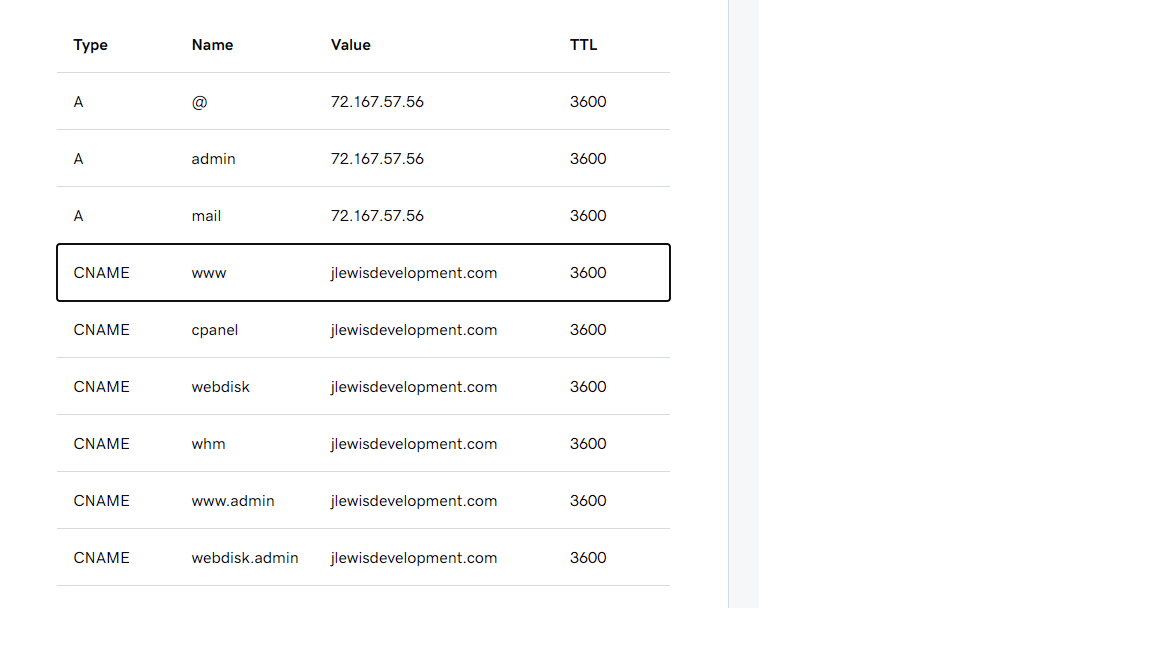 Type Name Value TTL
A @ 72.167.57.56 3600
A admin 72.167.57.56 3600
A mail 72.167.57.56 3600
CNAME www jlewisdevelopment.com 3600
CNAME cpanel jlewisdevelopment.com 3600
CNAME webdisk jlewisdevelopment.com 3600
CNAME whm jlewisdevelopment.com 3600
CNAME www.admin jlewisdevelopment.com 3600
CNAME webdisk.admin jlewisdevelopment.com 3600